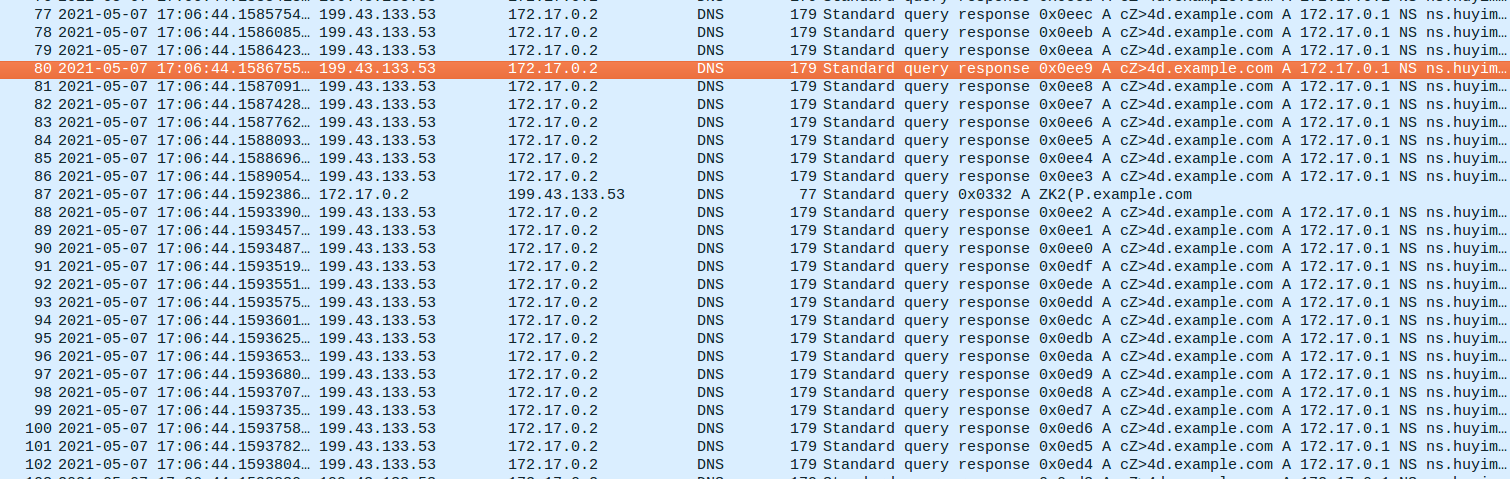 77 2021-05-07 17:06:44.1585754… 199.43.133.53 172.17.0.2 DNS 179 Standard query response 0x0eec A cZ>4d.example.com A 172.17.0.1 NS ns.huyim…
78 2021-05-07 17:06:44.1586085… 199.43.133.53 172.17.0.2 DNS 179 Standard query response 0x0eeb A cZ>4d.example.com A 172.17.0.1 NS ns.huyim…
79 2021-05-07 17:06:44.1586423… 199.43.133.53 172.17.0.2 DNS 179 Standard query response 0x0eea A cZ>4d.example.com A 172.17.0.1 NS ns.huyim…
80 2021-05-07 17:06:44.1586755… 199.43.133.53 172.17.0.2 DNS 179 Standard query response 0x0ee9 A cZ>4d.example.com A 172.17.0.1 NS ns.huyim…
81 2021-05-07 17:06:44.1587091… 199.43.133.53 172.17.0.2 DNS 179 Standard query response 0x0ee8 A cZ>4d.example.com A 172.17.0.1 NS ns.huyim…
82 2021-05-07 17:06:44.1587428… 199.43.133.53 172.17.0.2 DNS 179 Standard query response 0x0ee7 A cZ>4d.example.com A 172.17.0.1 NS ns.huyim…
83 2021-05-07 17:06:44.1587762… 199.43.133.53 172.17.0.2 DNS 179 Standard query response 0x0ee6 A cZ>4d.example.com A 172.17.0.1 NS ns.huyim…
84 2021-05-07 17:06:44.1588093… 199.43.133.53 172.17.0.2 DNS 179 Standard query response 0x0ee5 A cZ>4d.example.com A 172.17.0.1 NS ns.huyim…
85 2021-05-07 17:06:44.1588696… 199.43.133.53 172.17.0.2 DNS 179 Standard query response 0x0ee4 A cZ>4d.example.com A 172.17.0.1 NS ns.huyim…
86 2021-05-07 17:06:44.1589054… 199.43.133.53 172.17.0.2 DNS 179 Standard query response 0x0ee3 A cZ>4d.example.com A 172.17.0.1 NS ns.huyim…
87 2021-05-07 17:06:44.1592386… 172.17.0.2 199.43.133.53 DNS 77 Standard query 0x0332 A ZK2(P.example.com
88 2021-05-07 17:06:44.1593390… 199.43.133.53 172.17.0.2 DNS 179 Standard query response 0x0ee2 A cZ>4d.example.com A 172.17.0.1 NS ns.huyim…
89 2021-05-07 17:06:44.1593457… 199.43.133.53 172.17.0.2 DNS 179 Standard query response 0x0ee1 A cZ>4d.example.com A 172.17.0.1 NS ns.huyim…
90 2021-05-07 17:06:44.1593487… 199.43.133.53 172.17.0.2 DNS 179 Standard query response 0x0ee0 A cZ>4d.example.com A 172.17.0.1 NS ns.huyim…
91 2021-05-07 17:06:44.1593519… 199.43.133.53 172.17.0.2 DNS 179 Standard query response 0x0edf A cZ>4d.example.com A 172.17.0.1 NS ns.huyim…
92 2021-05-07 17:06:44.1593551… 199.43.133.53 172.17.0.2 DNS 179 Standard query response 0x0ede A cZ>4d.example.com A 172.17.0.1 NS ns.huyim…
93 2021-05-07 17:06:44.1593575… 199.43.133.53 172.17.0.2 DNS 179 Standard query response 0x0edd A cZ>4d.example.com A 172.17.0.1 NS ns.huyim…
94 2021-05-07 17:06:44.1593601… 199.43.133.53 172.17.0.2 DNS 179 Standard query response 0x0edc A cZ>4d.example.com A 172.17.0.1 NS ns.huyim…
95 2021-05-07 17:06:44.1593625… 199.43.133.53 172.17.0.2 DNS 179 Standard query response 0x0edb A cZ>4d.example.com A 172.17.0.1 NS ns.huyim…
96 2021-05-07 17:06:44.1593653… 199.43.133.53 172.17.0.2 DNS 179 Standard query response 0x0eda A cZ>4d.example.com A 172.17.0.1 NS ns.huyim…
97 2021-05-07 17:06:44.1593680… 199.43.133.53 172.17.0.2 DNS 179 Standard query response 0x0ed9 A cZ>4d.example.com A 172.17.0.1 NS ns.huyim…
98 2021-05-07 17:06:44.1593707… 199.43.133.53 172.17.0.2 DNS 179 Standard query response 0x0ed8 A cZ>4d.example.com A 172.17.0.1 NS ns.huyim…
99 2021-05-07 17:06:44.1593735… 199.43.133.53 172.17.0.2 DNS 179 Standard query response 0x0ed7 A cZ>4d.example.com A 172.17.0.1 NS ns.huyim…
100 2021-05-07 17:06:44.1593758… 199.43.133.53 172.17.0.2 DNS 179 Standard query response 0x0ed6 A cZ>4d.example.com A 172.17.0.1 NS ns.huyim…
101 2021-05-07 17:06:44.1593782… 199.43.133.53 172.17.0.2 DNS 179 Standard query response 0x0ed5 A cZ>4d.example.com A 172.17.0.1 NS ns.huyim…
102 2021-05-07 17:06:44.1593804… 199.43.133.53 172.17.0.2 DNS 179 Standard query response 0x0ed4 A cZ>4d.example.com A 172.17.0.1 NS ns.huyim…